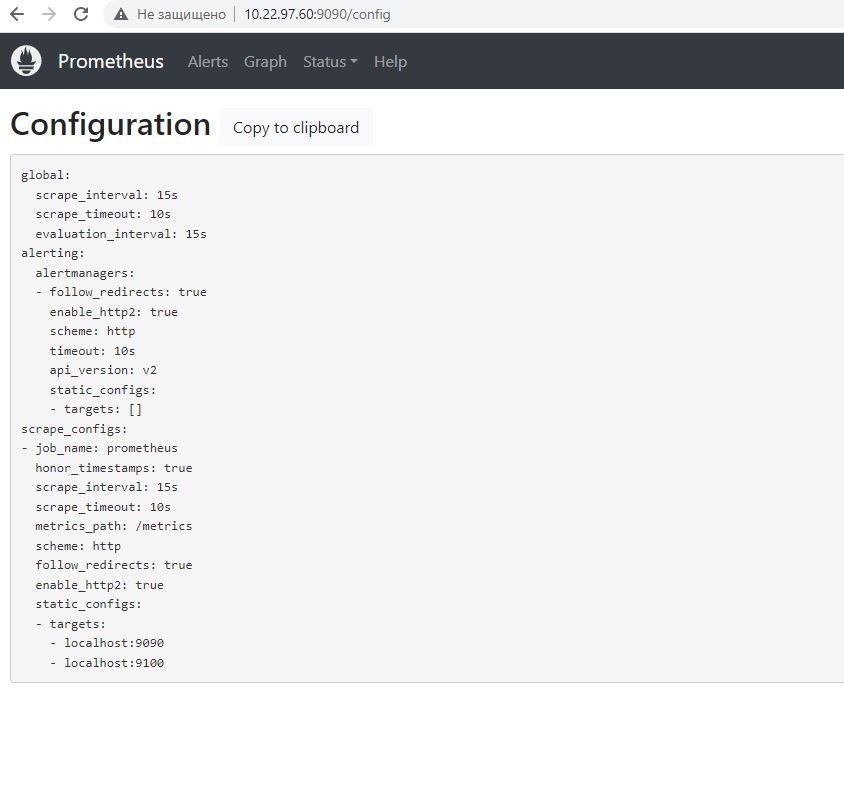 Не защищено 10.22.97.60:9090/config
Prometheus Alerts Graph Status Help
Configuration Copy to clipboard
global:
  scrape_interval: 15s
  scrape_timeout: 10s
  evaluation_interval: 15s
alerting:
  alertmanagers:
  - follow_redirects: true
    enable_http2: true
    scheme: http
    timeout: 10s
    api_version: v2
    static_configs:
    - targets: []
scrape_configs:
- job_name: prometheus
  honor_timestamps: true
  scrape_interval: 15s
  scrape_timeout: 10s
  metrics_path: /metrics
  scheme: http
  follow_redirects: true
  enable_http2: true
  static_configs:
  - targets:
    - localhost:9090
    - localhost:9100